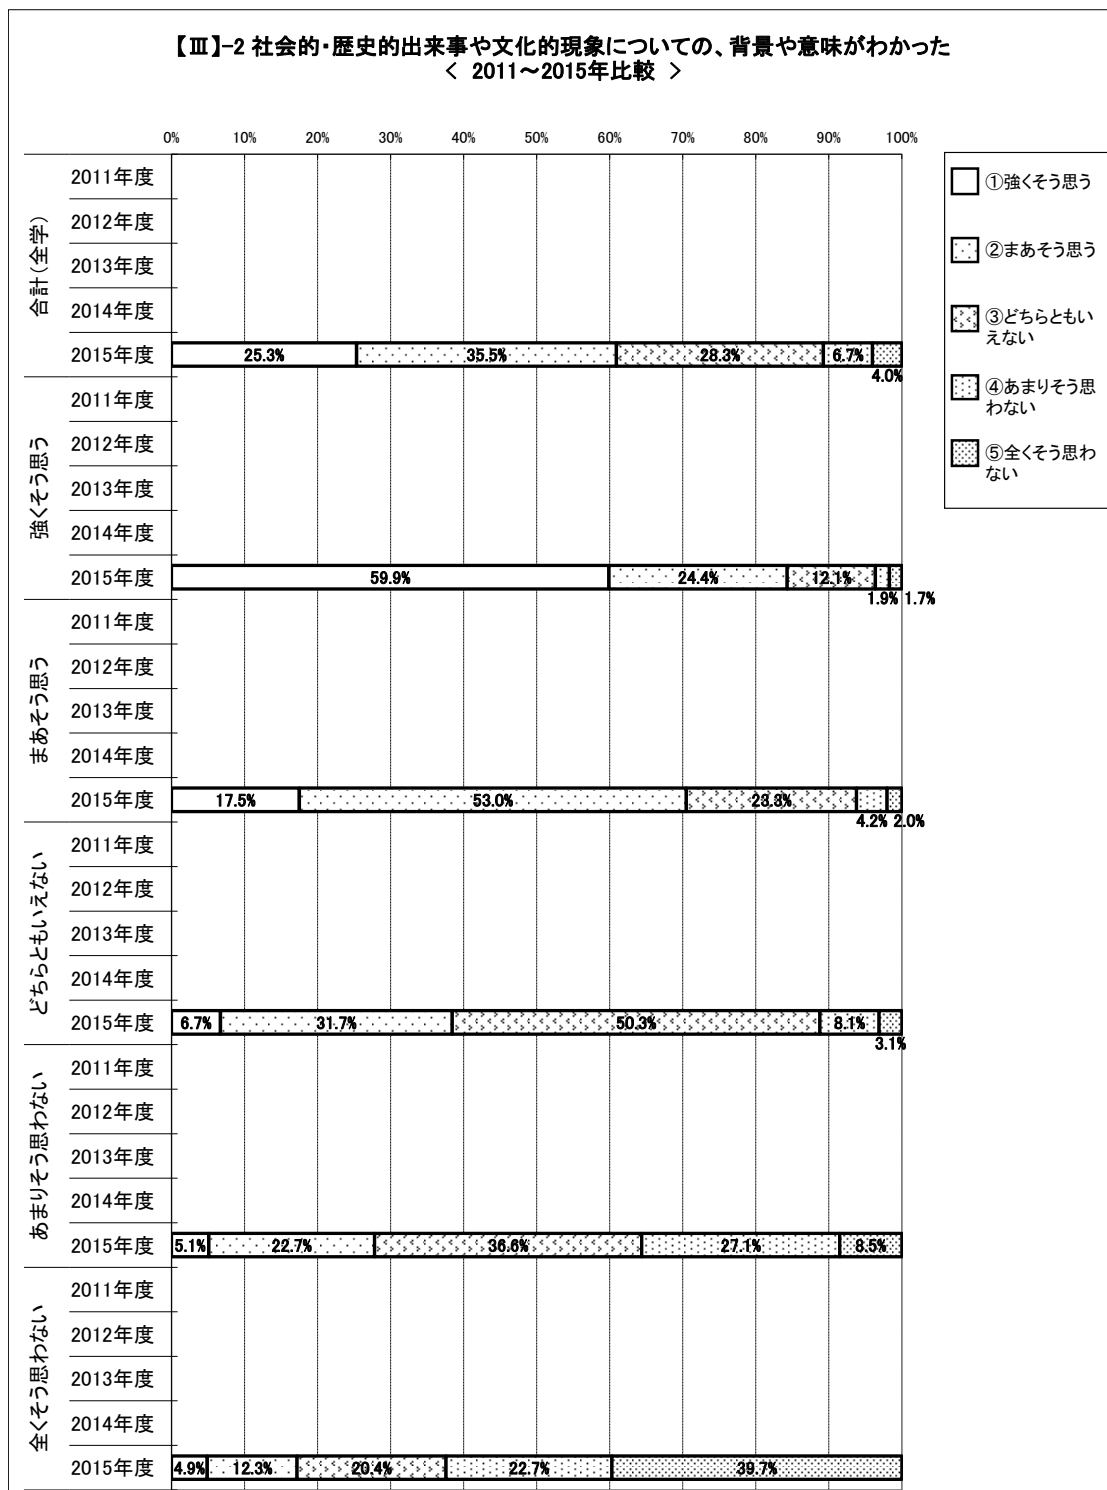 【Ⅲ】-2 社会的・歴史的出来事や文化的現象についての、背景や意味がわかった
< 2011～2015年比較 >
0% 10% 20% 30% 40% 50% 60% 70% 80% 90% 100%
合計(全学)
2011年度
2012年度
2013年度
2014年度
2015年度 25.3% 35.5% 28.3% 6.7%
4.0%
強くそう思う
2011年度
2012年度
2013年度
2014年度
2015年度 59.9% 24.4% 12.1%
1.9% 1.7%
まあそう思う
2011年度
2012年度
2013年度
2014年度
2015年度 17.5% 53.0% 23.3%
4.2% 2.0%
どちらともいえない
2011年度
2012年度
2013年度
2014年度
2015年度 6.7% 31.7% 50.3% 8.1%
3.1%
あまりそう思わない
2011年度
2012年度
2013年度
2014年度
2015年度 5.1% 22.7% 36.6% 27.1% 8.5%
全くそう思わない
2011年度
2012年度
2013年度
2014年度
2015年度 4.9% 12.3% 20.4% 22.7% 39.7%
①強くそう思う
②まあそう思う
③どちらともい
えない
④あまりそう思
わない
⑤全くそう思わ
ない